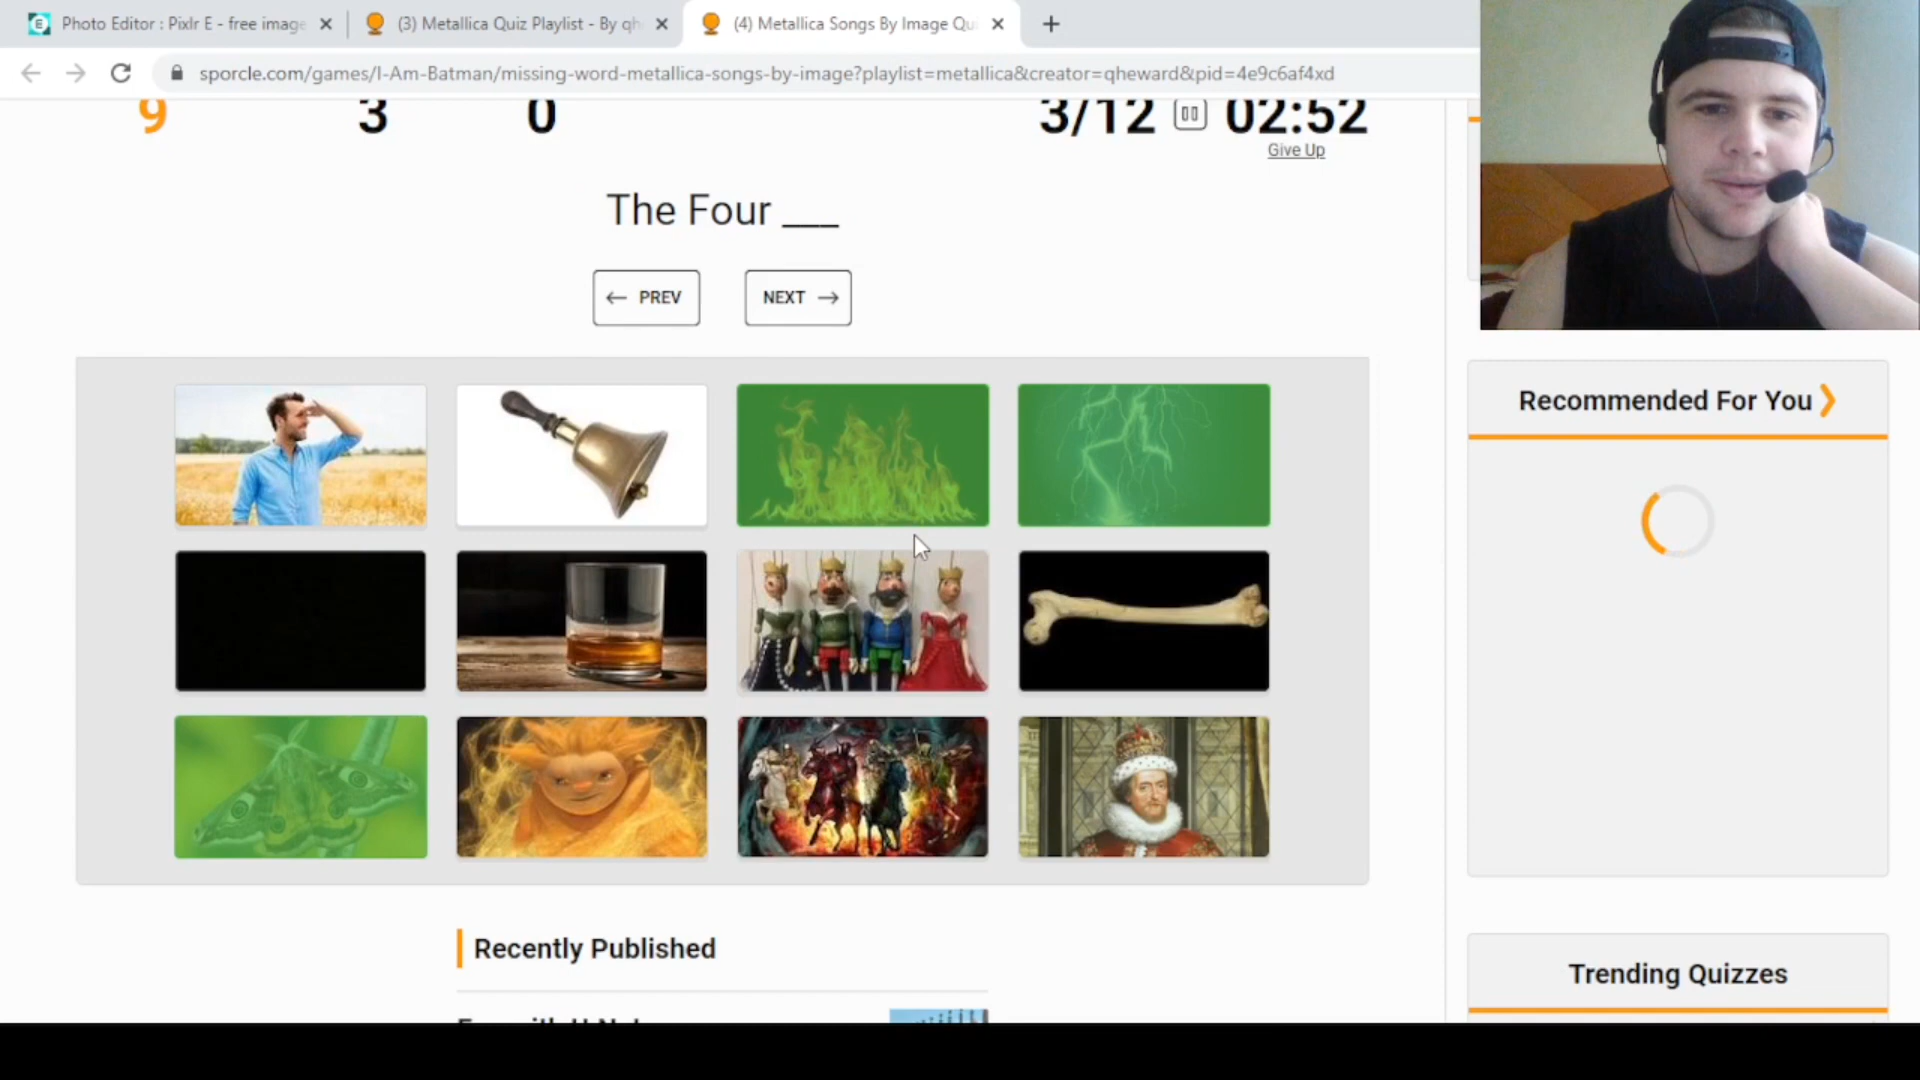 Photo Editor : Pixlr E - free image
(3) Metallica Quiz Playlist - By qh
(4) Metallica Songs By Image Qu
sporcle.com/games/I-Am-Batman/missing-word-metallica-songs-by-image?playlist=metallica&creator=qheward&pid=4e9c6af4xd
9 3 0 3/12 02:52
Give Up
The Four ___
← PREV NEXT →
Recommended For You
Recently Published
Trending Quizzes